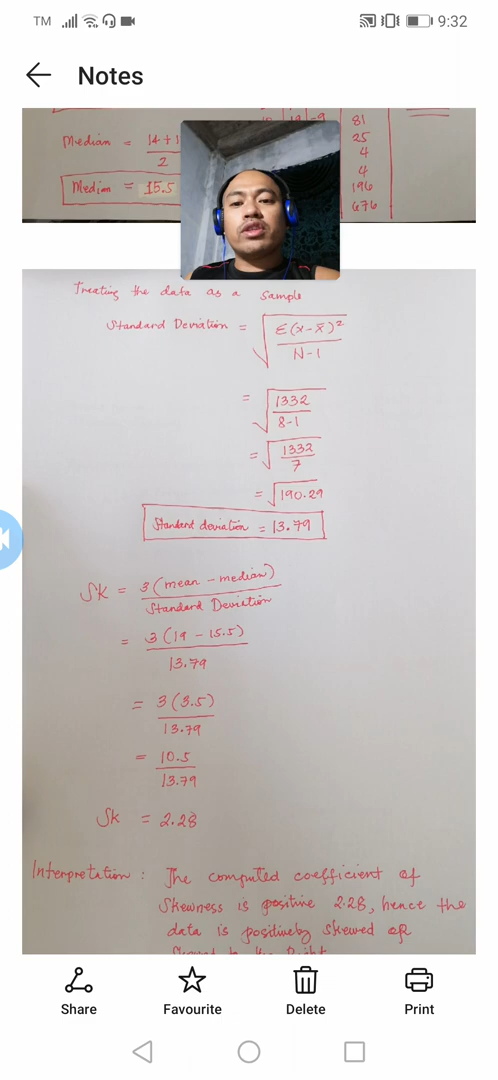 TM 9:32
Notes
Median = 14 + 1
2
Median = 15.5
81
25
4
4
196
676
Treating the data as a sample
Standard Deviation = √ Σ(x-x̄)²
N-1
= √ 1332
8-1
= √ 1332
7
= √190.29
Standard deviation = 13.79
SK = 3(mean - median)
Standard Deviation
= 3(19 - 15.5)
13.79
= 3(3.5)
13.79
= 10.5
13.79
Sk = 2.28
Interpretation : The computed coefficient of
skewness is positive 2.28, hence the
data is positively skewed or
Share Favourite Delete Print